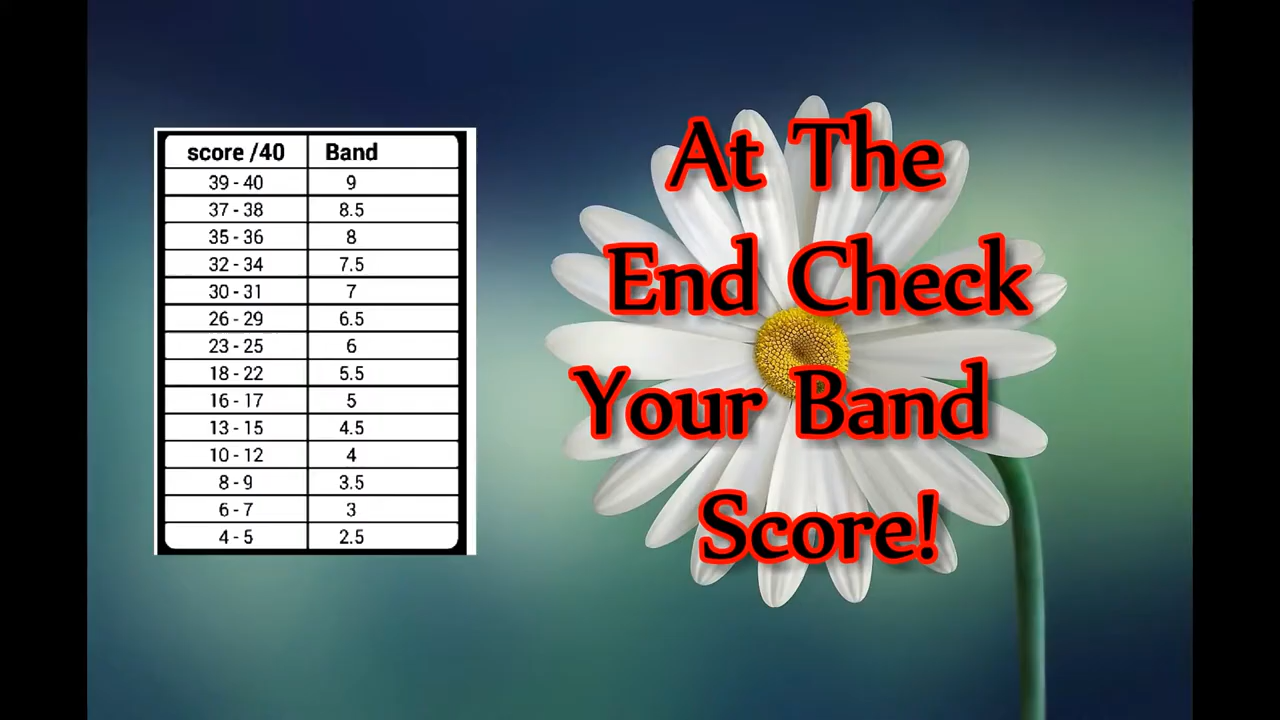 score /40 Band
39 - 40 9
37 - 38 8.5
35 - 36 8
32 - 34 7.5
30 - 31 7
26 - 29 6.5
23 - 25 6
18 - 22 5.5
16 - 17 5
13 - 15 4.5
10 - 12 4
8 - 9 3.5
6 - 7 3
4 - 5 2.5
At The
End Check
Your Band
Score!